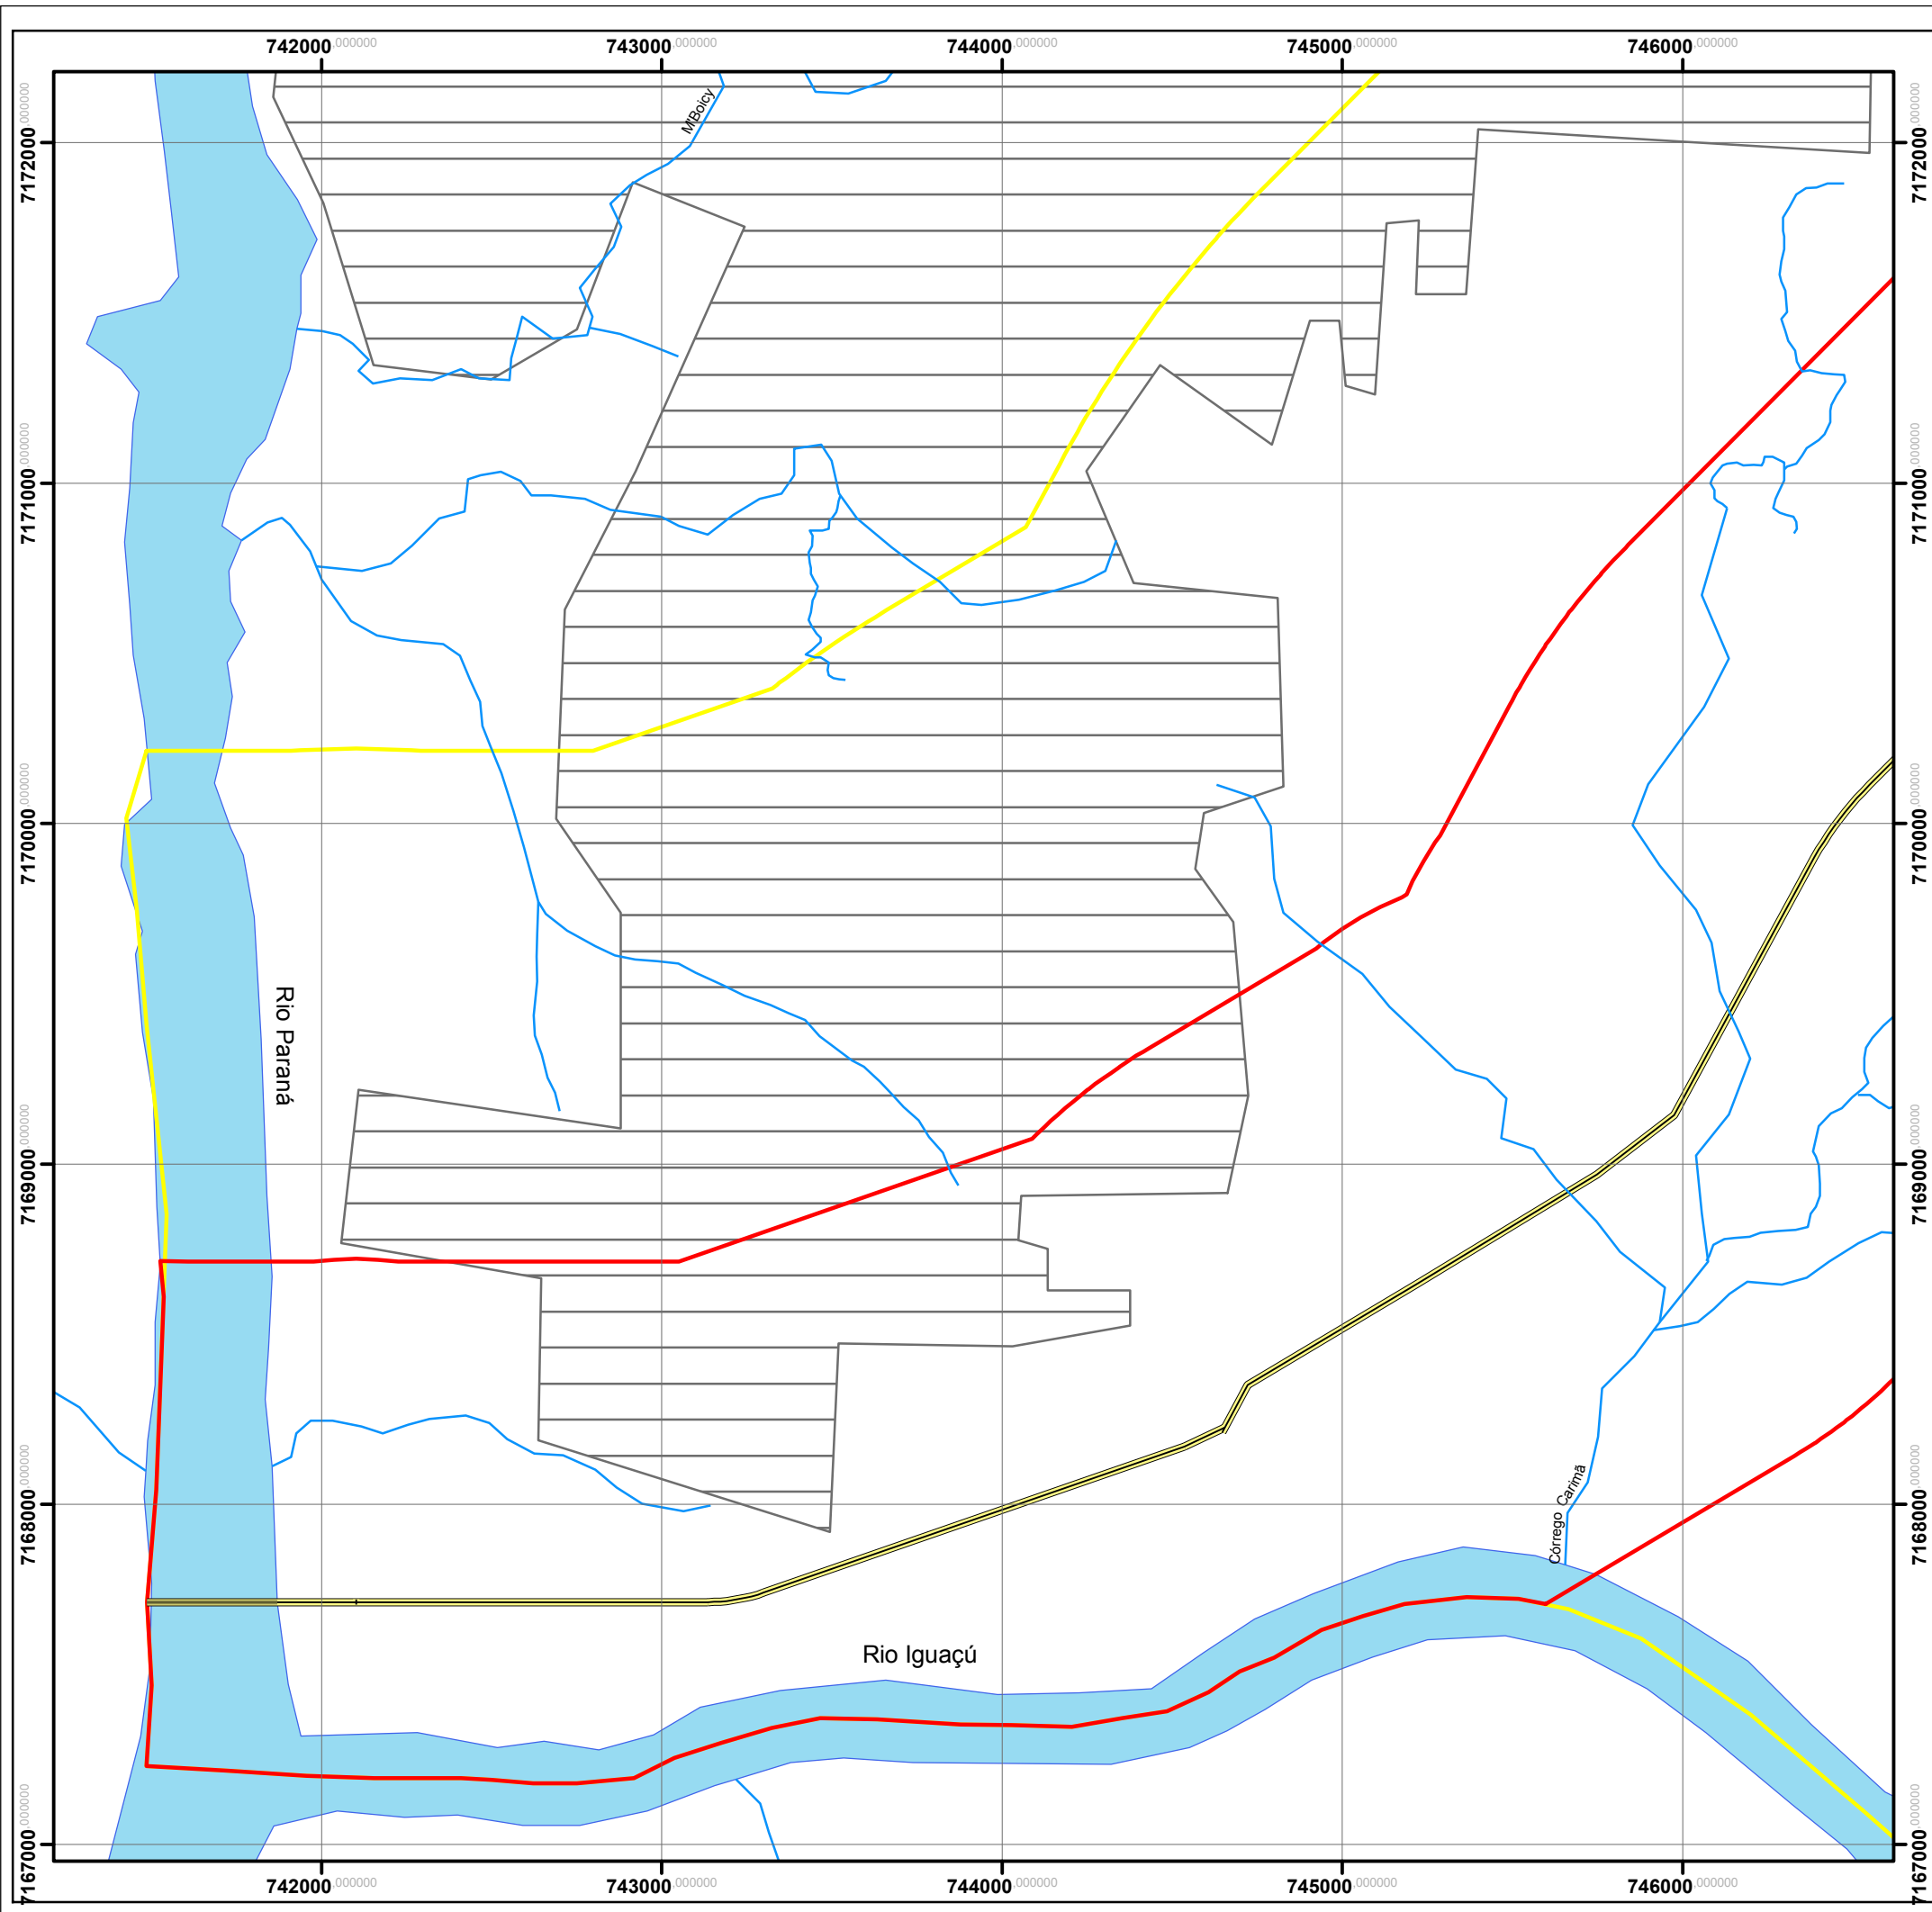 742000,000000 743000,000000 744000,000000 745000,000000 746000,000000
7172000,000000 7172000,000000
M'Boicy
7171000,000000 7171000,000000
7170000,000000 7170000,000000
Rio Paraná
7169000,000000 7169000,000000
7168000,000000 7168000,000000
Córrego Carimã
Rio Iguaçú
7167000,000000 7167000,000000
742000,000000 743000,000000 744000,000000 745000,000000 746000,000000